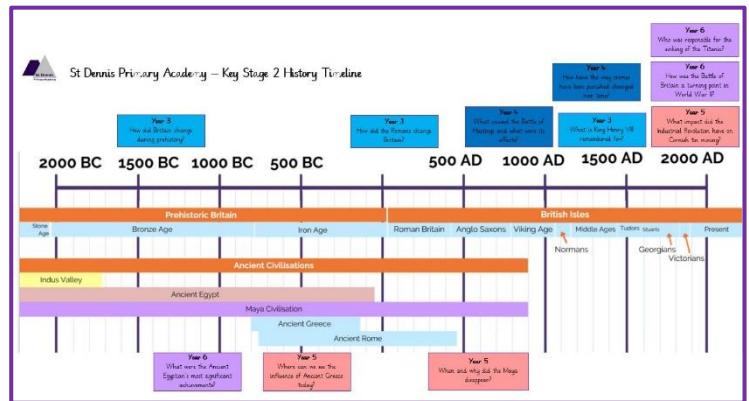 St Dennis Primary Academy – Key Stage 2 History Timeline
Year 6
Who was responsible for the
sinking of the Titanic?
Year 4
How have the way crimes
have been punished changed
over time?
Year 6
How was the Battle of
Britain a turning point in
World War II?
Year 3
How did Britain change
during prehistory?
Year 3
How did the Romans change
Britain?
Year 4
What caused the Battle of
Hastings and what were its
effects?
Year 3
What is King Henry VIII
remembered for?
Year 5
What impact did the
Industrial Revolution have on
Cornish tin mining?
2000 BC
1500 BC
1000 BC
500 BC
500 AD
1000 AD
1500 AD
2000 AD
Prehistoric Britain
British Isles
Stone
Age
Bronze Age
Iron Age
Roman Britain
Anglo Saxons
Viking Age
Middle Ages
Tudors
Stuarts
Present
Normans
Georgians
Victorians
Ancient Civilisations
Indus Valley
Ancient Egypt
Maya Civilisation
Ancient Greece
Ancient Rome
Year 6
What were the Ancient
Egyptian's most significant
achievements?
Year 5
Where can we see the
influence of Ancient Greece
today?
Year 5
When and why did the Maya
disappear?